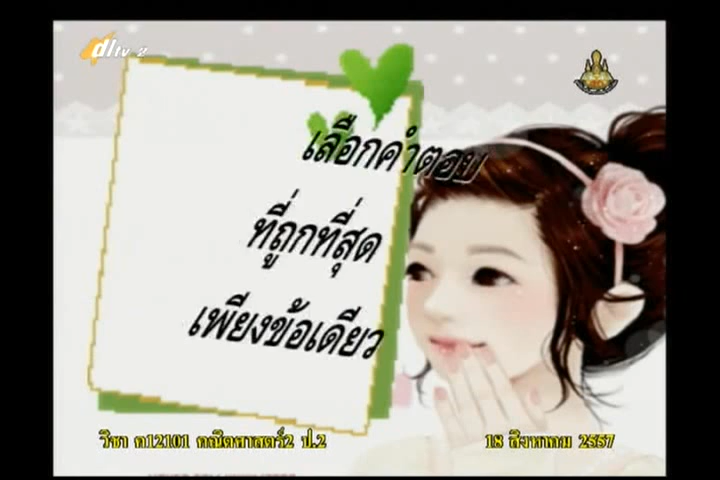 dltv 2
เลือกคำตอบ
ที่ถูกที่สุด
เพียงข้อเดียว
วิชา ค12101 คณิตศาสตร์2 ป.2
18 สิงหาคม 2557